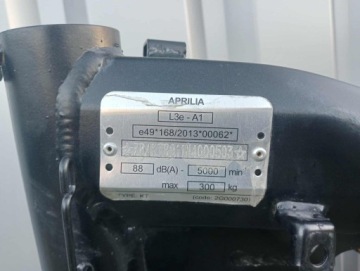 APRILIA
L3e - A1
e49*168/2013*00062*
88 dB(A) - 5000 min
max 300 kg